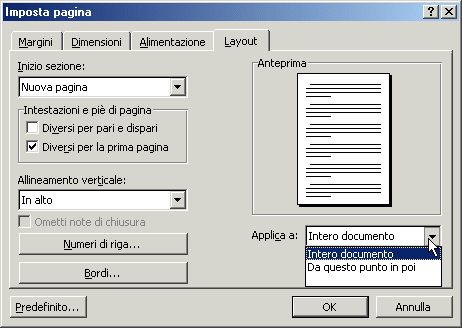 Imposta pagina
Margini
Dimensioni
Alimentazione
Layout
Inizio sezione:
Nuova pagina
Intestazioni e piè di pagina
Diversi per pari e dispari
Diversi per la prima pagina
Allineamento verticale:
In alto
Ometti note di chiusura
Numeri di riga...
Bordi...
Anteprima
Applica a:
Intero documento
Intero documento
Da questo punto in poi
Predefinito...
OK
Annulla